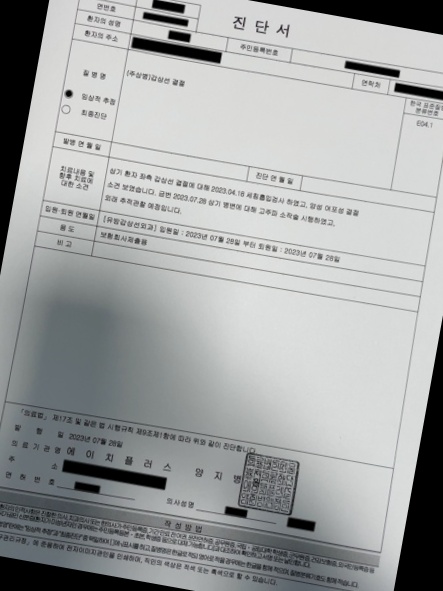 진단서
연번호
환자의 성명
주민등록번호
환자의 주소
연락처
질병명
(주상병)갑상선 결절
한국 표준질병
분류번호
임상적 추정
최종진단
E04.1
발병 연월일
진단 연월일
치료내용 및
향후 치료에
대한 소견
상기 환자 좌측 갑상선 결절에 대해 2023.04.18 세침흡입검사 하였고, 양성 여포성 결절
소견 보였습니다. 금번 2023.07.28 상기 병변에 대해 고주파 소작술 시행하였고,
외래 추적관찰 예정입니다.
입원·퇴원 연월일
[유방갑상선외과] 입원일 : 2023년 07월 28일 부터 퇴원일 : 2023년 07월 28일
용도
보험회사제출용
비고
「의료법」 제17조 및 같은 법 시행규칙 제9조제1항에 따라 위와 같이 진단합니다.
발행일 2023년 07월 28일
의료기관명 에이치플러스 양지병원
주소
면허번호
의사성명
작성방법